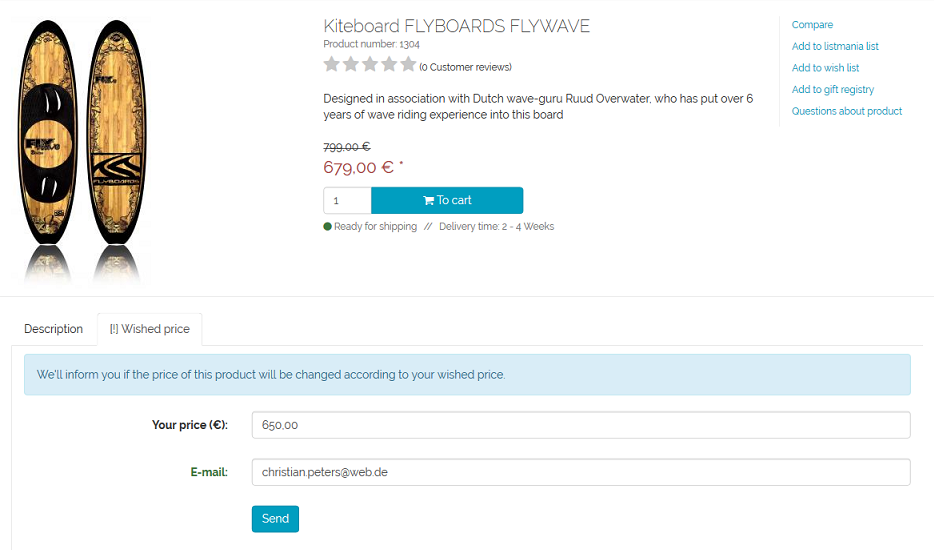 Kiteboard FLYBOARDS FLYWAVE
Product number: 1304
(0 Customer reviews)
Designed in association with Dutch wave-guru Ruud Overwater, who has put over 6
years of wave riding experience into this board
799,00 €
679,00 € *
1
To cart
Ready for shipping // Delivery time: 2 - 4 Weeks
Compare
Add to listmania list
Add to wish list
Add to gift registry
Questions about product
FLYBOARDS
Description
[!] Wished price
We'll inform you if the price of this product will be changed according to your wished price.
Your price (€):
650,00
E-mail:
christian.peters@web.de
Send